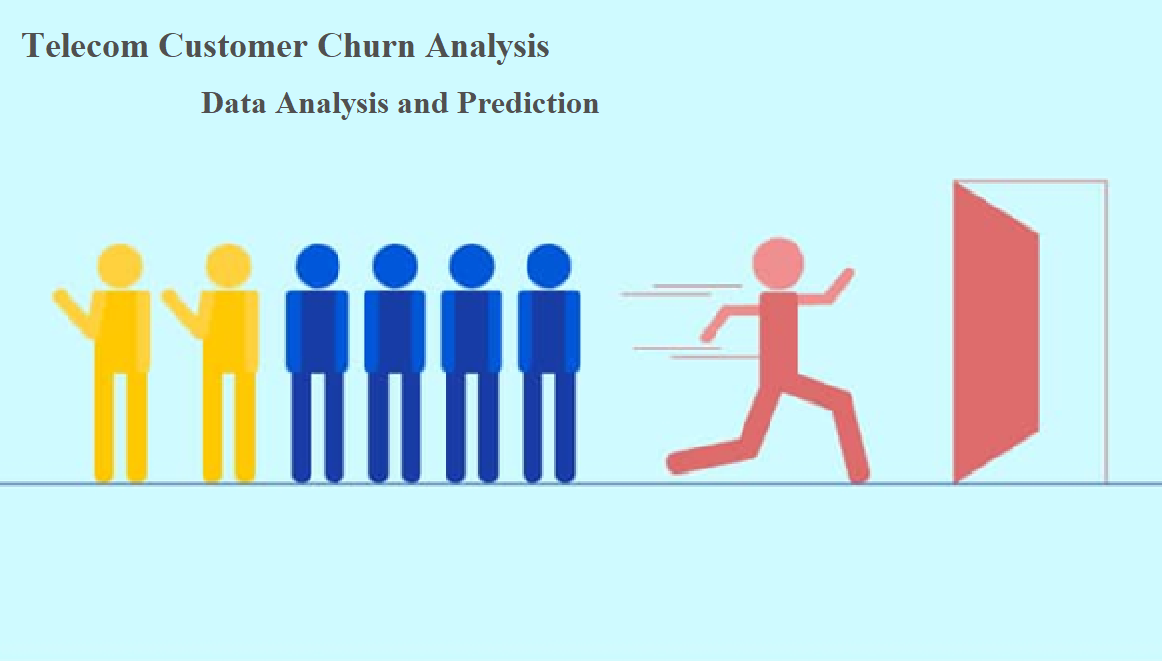 Telecom Customer Churn Analysis
Data Analysis and Prediction